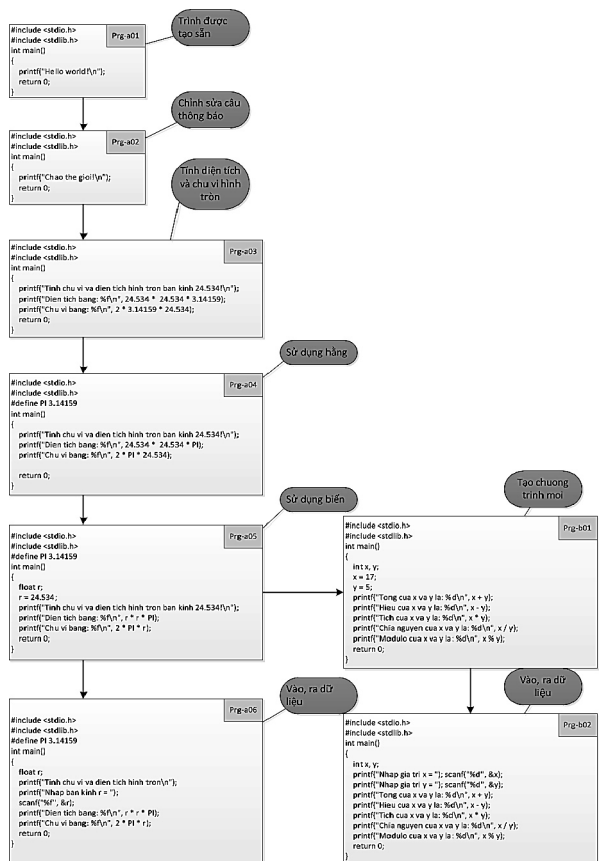 Trình được
tạo sẵn
Prg-a01
#include <stdio.h>
#include <stdlib.h>
int main()
{
printf("Hello world!\n");
return 0;
}
Chỉnh sửa câu
thông báo
Prg-a02
#include <stdio.h>
#include <stdlib.h>
int main()
{
printf("Chao the gioi!\n");
return 0;
}
Tính diện tích
và chu vi hình
tròn
Prg-a03
#include <stdio.h>
#include <stdlib.h>
int main()
{
printf("Tinh chu vi va dien tich hinh tron ban kinh 24.534!\n");
printf("Dien tich bang: %f\n", 24.534 * 24.534 * 3.14159);
printf("Chu vi bang: %f\n", 2 * 3.14159 * 24.534);
return 0;
}
Sử dụng hằng
Prg-a04
#include <stdio.h>
#include <stdlib.h>
#define PI 3.14159
int main()
{
printf("Tinh chu vi va dien tich hinh tron ban kinh 24.534!\n");
printf("Dien tich bang: %f\n", 24.534 * 24.534 * PI);
printf("Chu vi bang: %f\n", 2 * PI * 24.534);
return 0;
}
Sử dụng biến
Prg-a05
#include <stdio.h>
#include <stdlib.h>
#define PI 3.14159
int main()
{
float r;
r = 24.534;
printf("Tinh chu vi va dien tich hinh tron ban kinh 24.534!\n");
printf("Dien tich bang: %f\n", r * r * PI);
printf("Chu vi bang: %f\n", 2 * PI * r);
return 0;
}
Tạo chuong
trinh moi
Prg-b01
#include <stdio.h>
#include <stdlib.h>
int main()
{
int x, y;
x = 17;
y = 5;
printf("Tong cua x va y la: %d\n", x + y);
printf("Hieu cua x va y la: %d\n", x - y);
printf("Tich cua x va y la: %d\n", x * y);
printf("Chia nguyen cua x va y la: %d\n", x / y);
printf("Modulo cua x va y la: %d\n", x % y);
return 0;
}
Vào, ra dữ
liệu
Prg-a06
#include <stdio.h>
#include <stdlib.h>
#define PI 3.14159
int main()
{
float r;
printf("Tinh chu vi va dien tich hinh tron\n");
printf("Nhap ban kinh r = ");
scanf("%f", &r);
printf("Dien tich bang: %f\n", r * r * PI);
printf("Chu vi bang: %f\n", 2 * PI * r);
return 0;
}
Vào, ra dữ
liệu
Prg-b02
#include <stdio.h>
#include <stdlib.h>
int main()
{
int x, y;
printf("Nhap gia tri x = "); scanf("%d", &x);
printf("Nhap gia tri y = "); scanf("%d", &y);
printf("Tong cua x va y la: %d\n", x + y);
printf("Hieu cua x va y la: %d\n", x - y);
printf("Tich cua x va y la: %d\n", x * y);
printf("Chia nguyen cua x va y la: %d\n", x / y);
printf("Modulo cua x va y la: %d\n", x % y);
return 0;
}